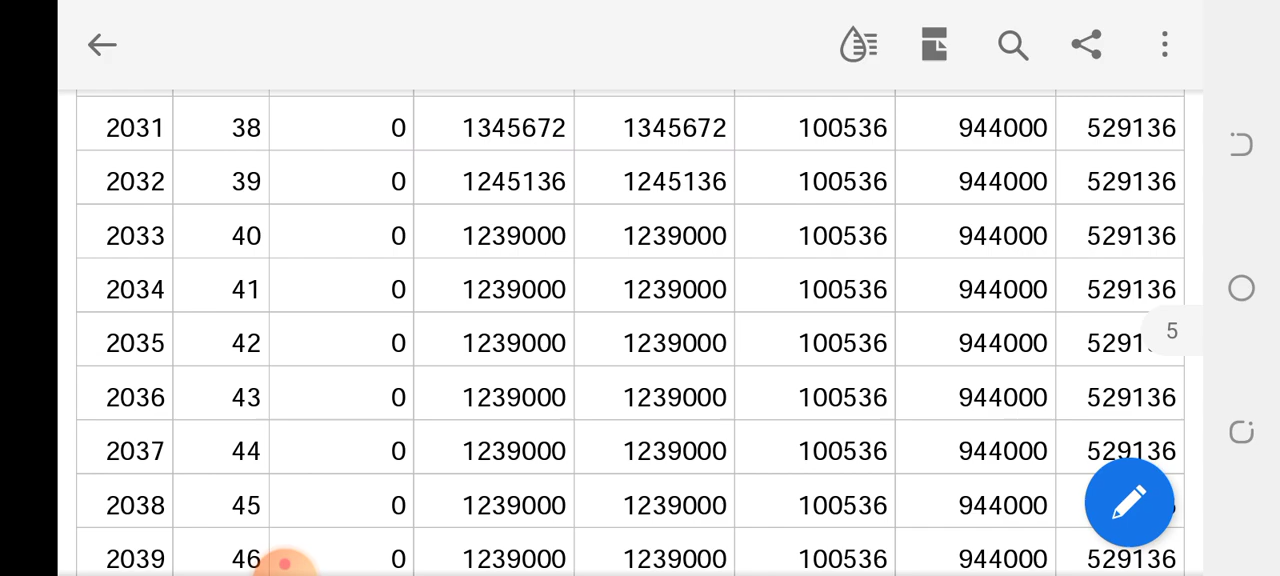 2031 38 0 1345672 1345672 100536 944000 529136
2032 39 0 1245136 1245136 100536 944000 529136
2033 40 0 1239000 1239000 100536 944000 529136
2034 41 0 1239000 1239000 100536 944000 529136
5
2035 42 0 1239000 1239000 100536 944000 5291
2036 43 0 1239000 1239000 100536 944000 529136
2037 44 0 1239000 1239000 100536 944000 529136
2038 45 0 1239000 1239000 100536 944000
2039 46 0 1239000 1239000 100536 944000 529136